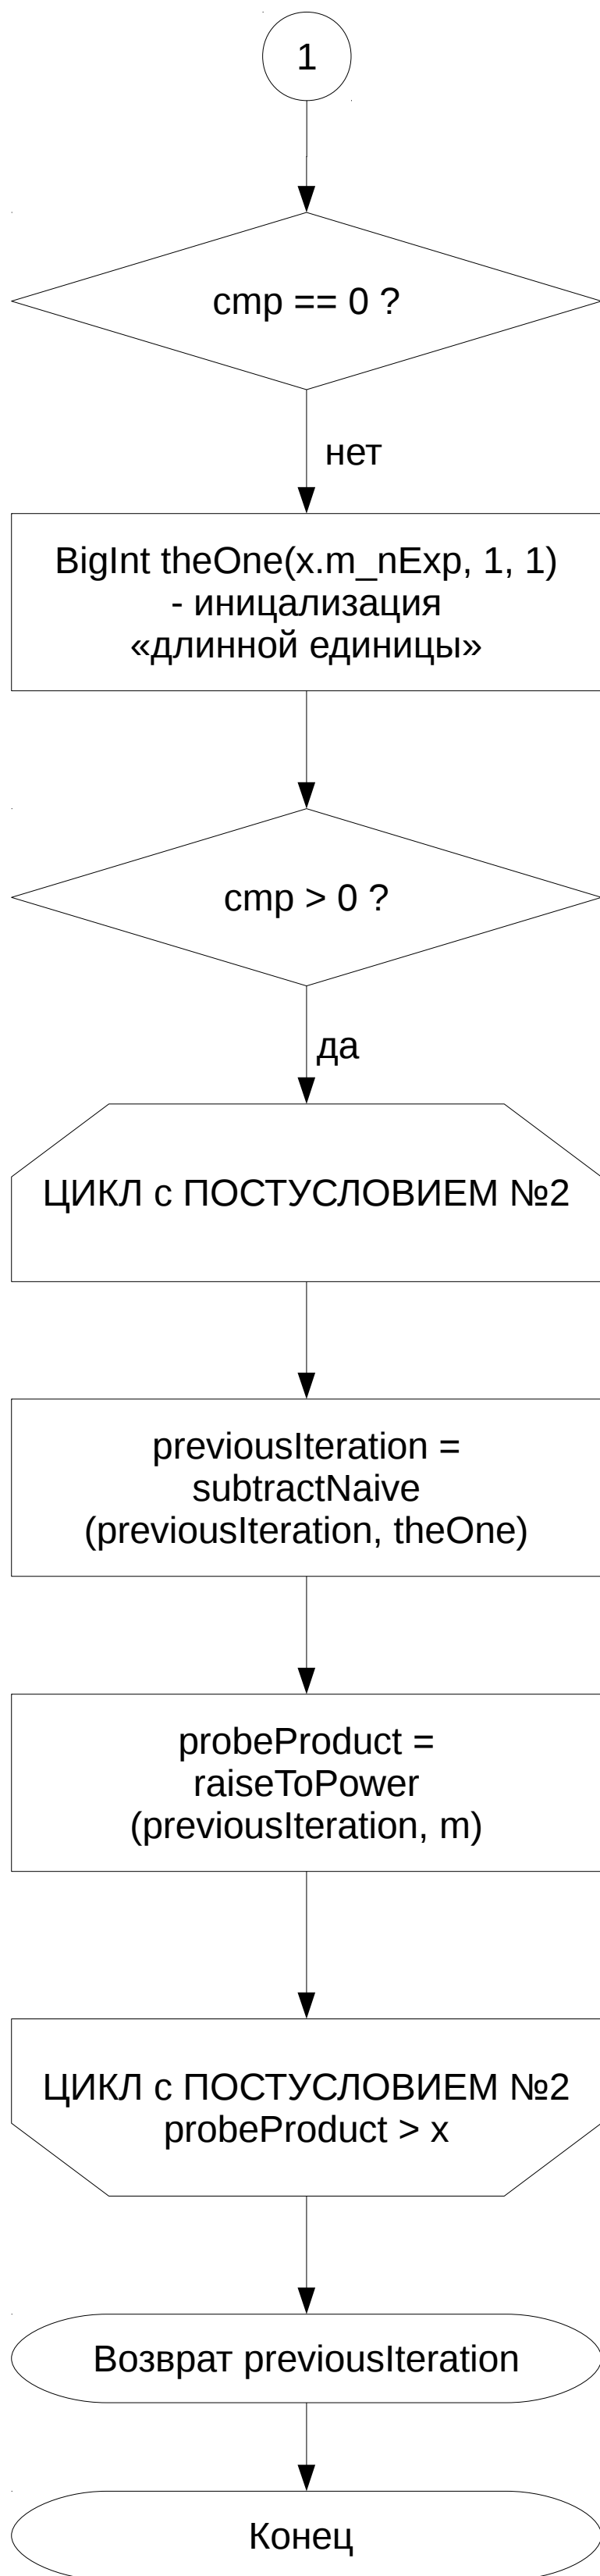 1
cmp == 0 ?
нет
BigInt theOne(x.m_nExp, 1, 1)
- иницализация
«длинной единицы»
cmp > 0 ?
да
ЦИКЛ с ПОСТУСЛОВИЕМ №2
previousIteration =
subtractNaive
(previousIteration, theOne)
probeProduct =
raiseToPower
(previousIteration, m)
ЦИКЛ с ПОСТУСЛОВИЕМ №2
probeProduct > x
Возврат previousIteration
Конец